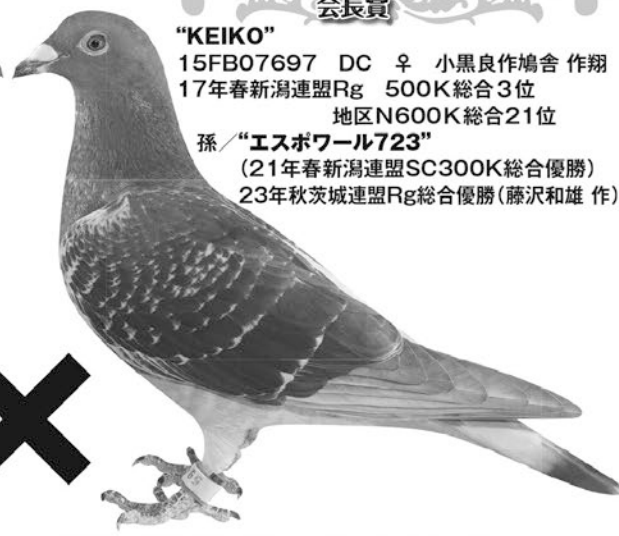 会長賞
“KEIKO”
15FB07697 DC ♀ 小黒良作鳩舎 作翔
17年春新潟連盟Rg 500K総合3位
地区N600K総合21位
孫／“エスポワール723”
(21年春新潟連盟SC300K総合優勝)
23年秋茨城連盟Rg総合優勝(藤沢和雄 作)